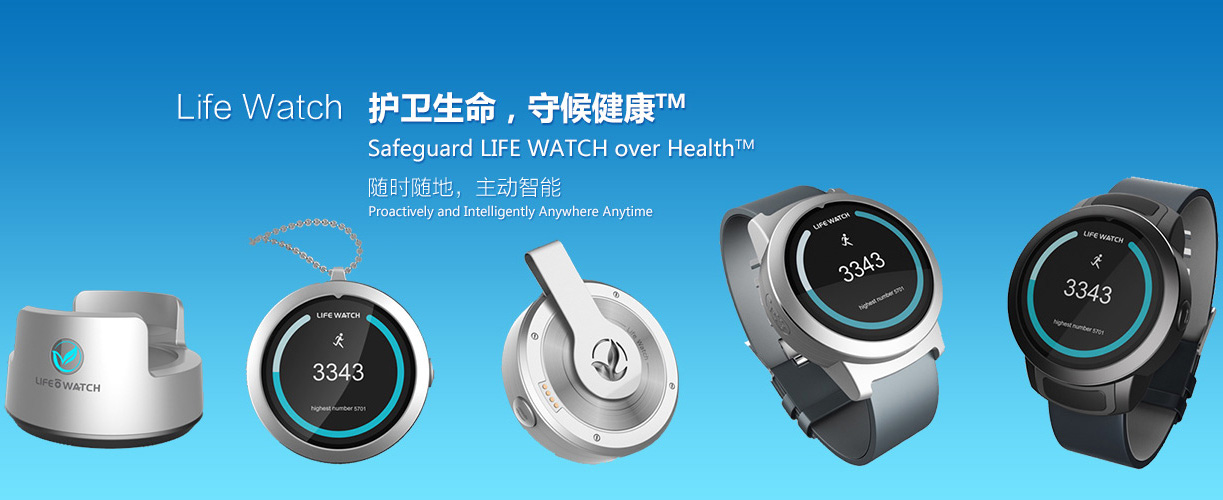 Life Watch 护卫生命，守候健康™
Safeguard LIFE WATCH over Health™
随时随地，主动智能
Proactively and Intelligently Anywhere Anytime
LIFE WATCH
LIFE WATCH
3343
highest number 5701
Life Watch
LIFE WATCH
3343
highest number 5701
LIFE WATCH
3343
highest number 5701